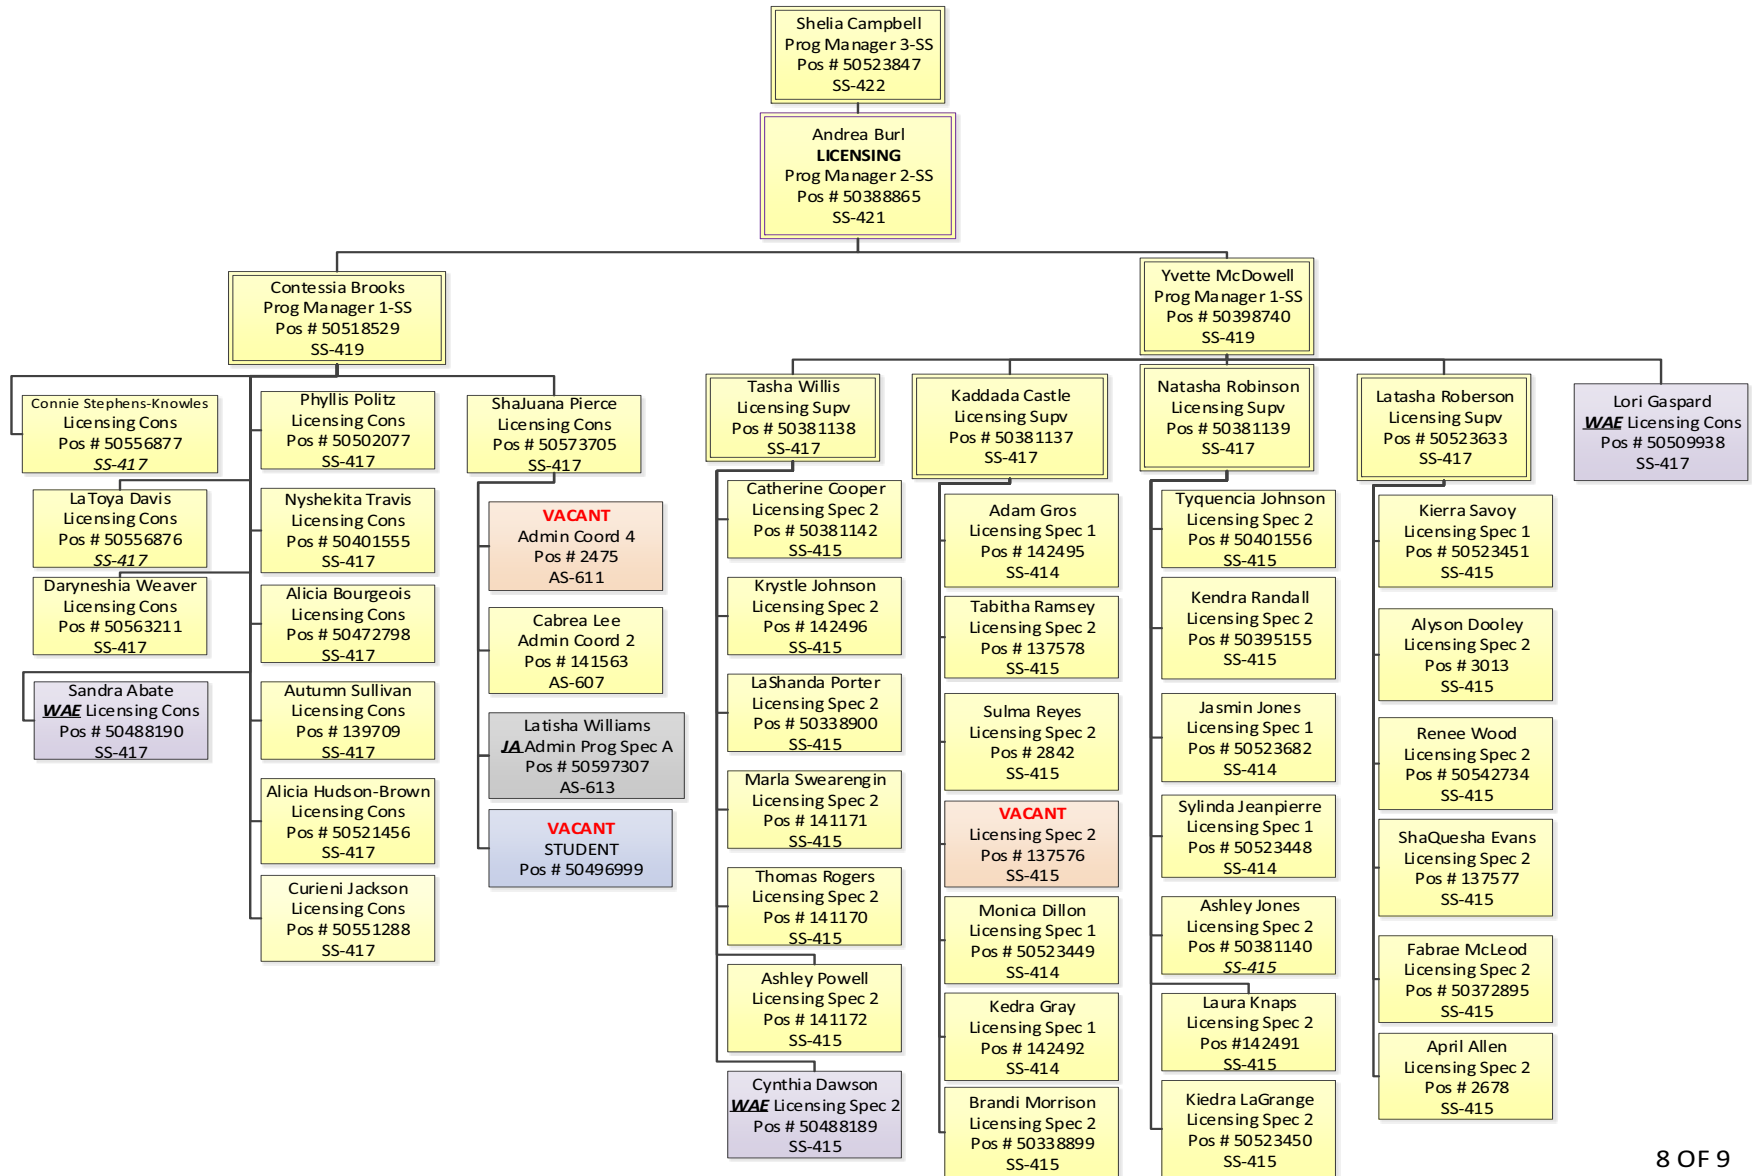 Shelia Campbell
Prog Manager 3-SS
Pos # 50523847
SS-422
Andrea Burl
LICENSING
Prog Manager 2-SS
Pos # 50388865
SS-421
Contessia Brooks
Prog Manager 1-SS
Pos # 50518529
SS-419
Yvette McDowell
Prog Manager 1-SS
Pos # 50398740
SS-419
Connie Stephens-Knowles
Licensing Cons
Pos # 50556877
SS-417
LaToya Davis
Licensing Cons
Pos # 50556876
SS-417
Daryneshia Weaver
Licensing Cons
Pos # 50563211
SS-417
Sandra Abate
WAE Licensing Cons
Pos # 50488190
SS-417
Phyllis Politz
Licensing Cons
Pos # 50502077
SS-417
Nyshekita Travis
Licensing Cons
Pos # 50401555
SS-417
Alicia Bourgeois
Licensing Cons
Pos # 50472798
SS-417
Autumn Sullivan
Licensing Cons
Pos # 139709
SS-417
Alicia Hudson-Brown
Licensing Cons
Pos # 50521456
SS-417
Curieni Jackson
Licensing Cons
Pos # 50551288
SS-417
ShaJuana Pierce
Licensing Cons
Pos # 50573705
SS-417
VACANT
Admin Coord 4
Pos # 2475
AS-611
Cabrea Lee
Admin Coord 2
Pos # 141563
AS-607
Latisha Williams
JA Admin Prog Spec A
Pos # 50597307
AS-613
VACANT
STUDENT
Pos # 50496999
Tasha Willis
Licensing Supv
Pos # 50381138
SS-417
Catherine Cooper
Licensing Spec 2
Pos # 50381142
SS-415
Krystle Johnson
Licensing Spec 2
Pos # 142496
SS-415
LaShanda Porter
Licensing Spec 2
Pos # 50338900
SS-415
Marla Swearengin
Licensing Spec 2
Pos # 141171
SS-415
Thomas Rogers
Licensing Spec 2
Pos # 141170
SS-415
Ashley Powell
Licensing Spec 2
Pos # 141172
SS-415
Cynthia Dawson
WAE Licensing Spec 2
Pos # 50488189
SS-415
Kaddada Castle
Licensing Supv
Pos # 50381137
SS-417
Adam Gros
Licensing Spec 1
Pos # 142495
SS-414
Tabitha Ramsey
Licensing Spec 2
Pos # 137578
SS-415
Sulma Reyes
Licensing Spec 2
Pos # 2842
SS-415
VACANT
Licensing Spec 2
Pos # 137576
SS-415
Monica Dillon
Licensing Spec 1
Pos # 50523449
SS-414
Kedra Gray
Licensing Spec 1
Pos # 142492
SS-414
Brandi Morrison
Licensing Spec 2
Pos # 50338899
SS-415
Natasha Robinson
Licensing Supv
Pos # 50381139
SS-417
Tyquencia Johnson
Licensing Spec 2
Pos # 50401556
SS-415
Kendra Randall
Licensing Spec 2
Pos # 50395155
SS-415
Jasmin Jones
Licensing Spec 1
Pos # 50523682
SS-414
Sylinda Jeanpierre
Licensing Spec 1
Pos # 50523448
SS-414
Ashley Jones
Licensing Spec 2
Pos # 50381140
SS-415
Laura Knaps
Licensing Spec 2
Pos #142491
SS-415
Kiedra LaGrange
Licensing Spec 2
Pos # 50523450
SS-415
Latasha Roberson
Licensing Supv
Pos # 50523633
SS-417
Kierra Savoy
Licensing Spec 1
Pos # 50523451
SS-415
Alyson Dooley
Licensing Spec 2
Pos # 3013
SS-415
Renee Wood
Licensing Spec 2
Pos # 50542734
SS-415
ShaQuesha Evans
Licensing Spec 2
Pos # 137577
SS-415
Fabrae McLeod
Licensing Spec 2
Pos # 50372895
SS-415
April Allen
Licensing Spec 2
Pos # 2678
SS-415
Lori Gaspard
WAE Licensing Cons
Pos # 50509938
SS-417
8 OF 9